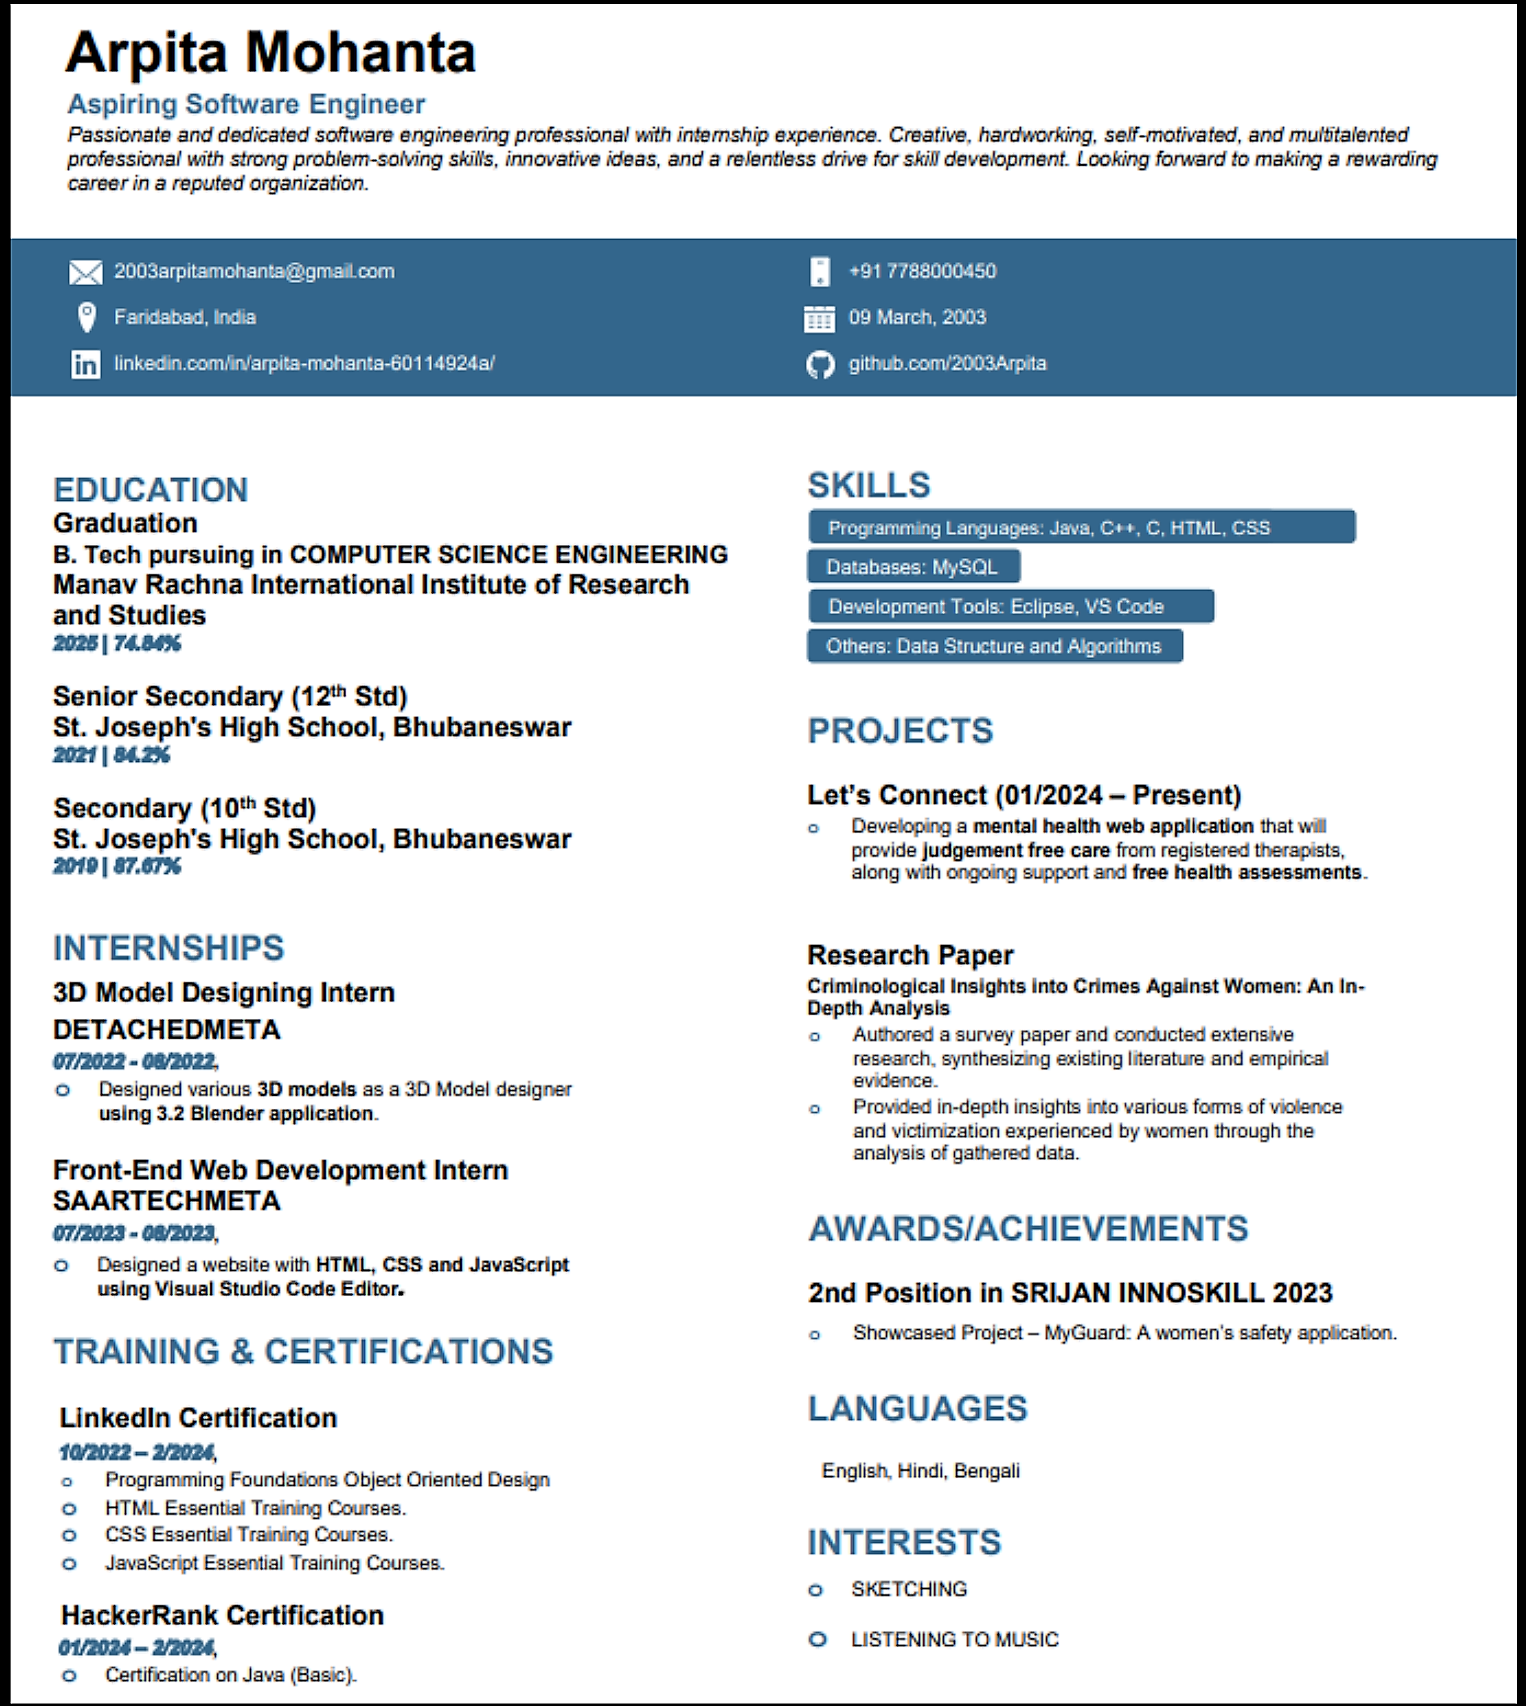 Arpita Mohanta
Aspiring Software Engineer
Passionate and dedicated software engineering professional with internship experience. Creative, hardworking, self-motivated, and multitalented
professional with strong problem-solving skills, innovative ideas, and a relentless drive for skill development. Looking forward to making a rewarding
career in a reputed organization.
2003arpitamohanta@gmail.com
+91 7788000450
Faridabad, India
09 March, 2003
linkedin.com/in/arpita-mohanta-60114924a/
github.com/2003Arpita
EDUCATION
Graduation
B. Tech pursuing in COMPUTER SCIENCE ENGINEERING
Manav Rachna International Institute of Research
and Studies
2025 | 74.84%
Senior Secondary (12th Std)
St. Joseph's High School, Bhubaneswar
2021 | 84.2%
Secondary (10th Std)
St. Joseph's High School, Bhubaneswar
2019 | 87.67%
INTERNSHIPS
3D Model Designing Intern
DETACHEDMETA
07/2022 - 08/2022,
Designed various 3D models as a 3D Model designer
using 3.2 Blender application.
Front-End Web Development Intern
SAARTECHMETA
07/2023 - 08/2023,
Designed a website with HTML, CSS and JavaScript
using Visual Studio Code Editor.
TRAINING & CERTIFICATIONS
LinkedIn Certification
10/2022 – 2/2024,
Programming Foundations Object Oriented Design
HTML Essential Training Courses.
CSS Essential Training Courses.
JavaScript Essential Training Courses.
HackerRank Certification
01/2024 – 2/2024,
Certification on Java (Basic).
SKILLS
Programming Languages: Java, C++, C, HTML, CSS
Databases: MySQL
Development Tools: Eclipse, VS Code
Others: Data Structure and Algorithms
PROJECTS
Let’s Connect (01/2024 – Present)
Developing a mental health web application that will
provide judgement free care from registered therapists,
along with ongoing support and free health assessments.
Research Paper
Criminological Insights into Crimes Against Women: An In-
Depth Analysis
Authored a survey paper and conducted extensive
research, synthesizing existing literature and empirical
evidence.
Provided in-depth insights into various forms of violence
and victimization experienced by women through the
analysis of gathered data.
AWARDS/ACHIEVEMENTS
2nd Position in SRIJAN INNOSKILL 2023
Showcased Project – MyGuard: A women’s safety application.
LANGUAGES
English, Hindi, Bengali
INTERESTS
SKETCHING
LISTENING TO MUSIC